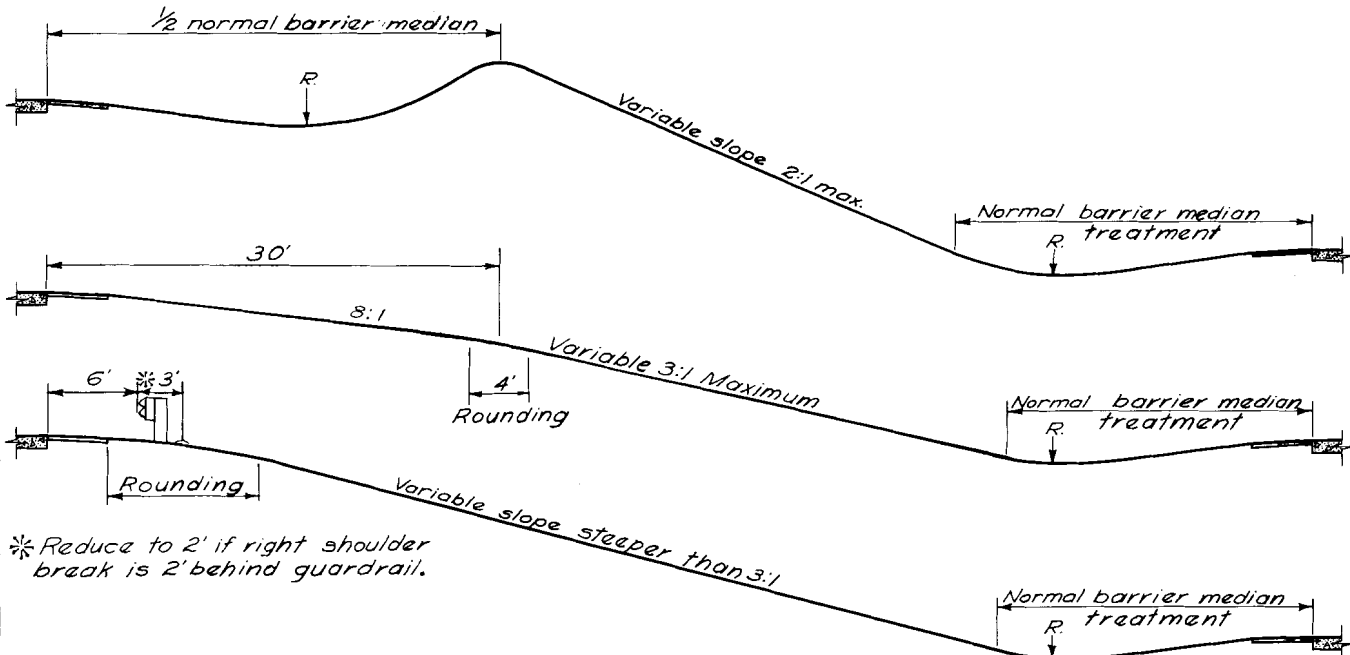 1/2 normal barrier median
R.
Variable slope 2:1 max.
Normal barrier median
treatment
R.
30'
8:1
Variable 3:1 Maximum
4'
Rounding
Normal barrier median
treatment
R.
6'
※ 3'
Rounding
Variable slope steeper than 3:1
※ Reduce to 2' if right shoulder
break is 2' behind guardrail.
Normal barrier median
treatment
R.